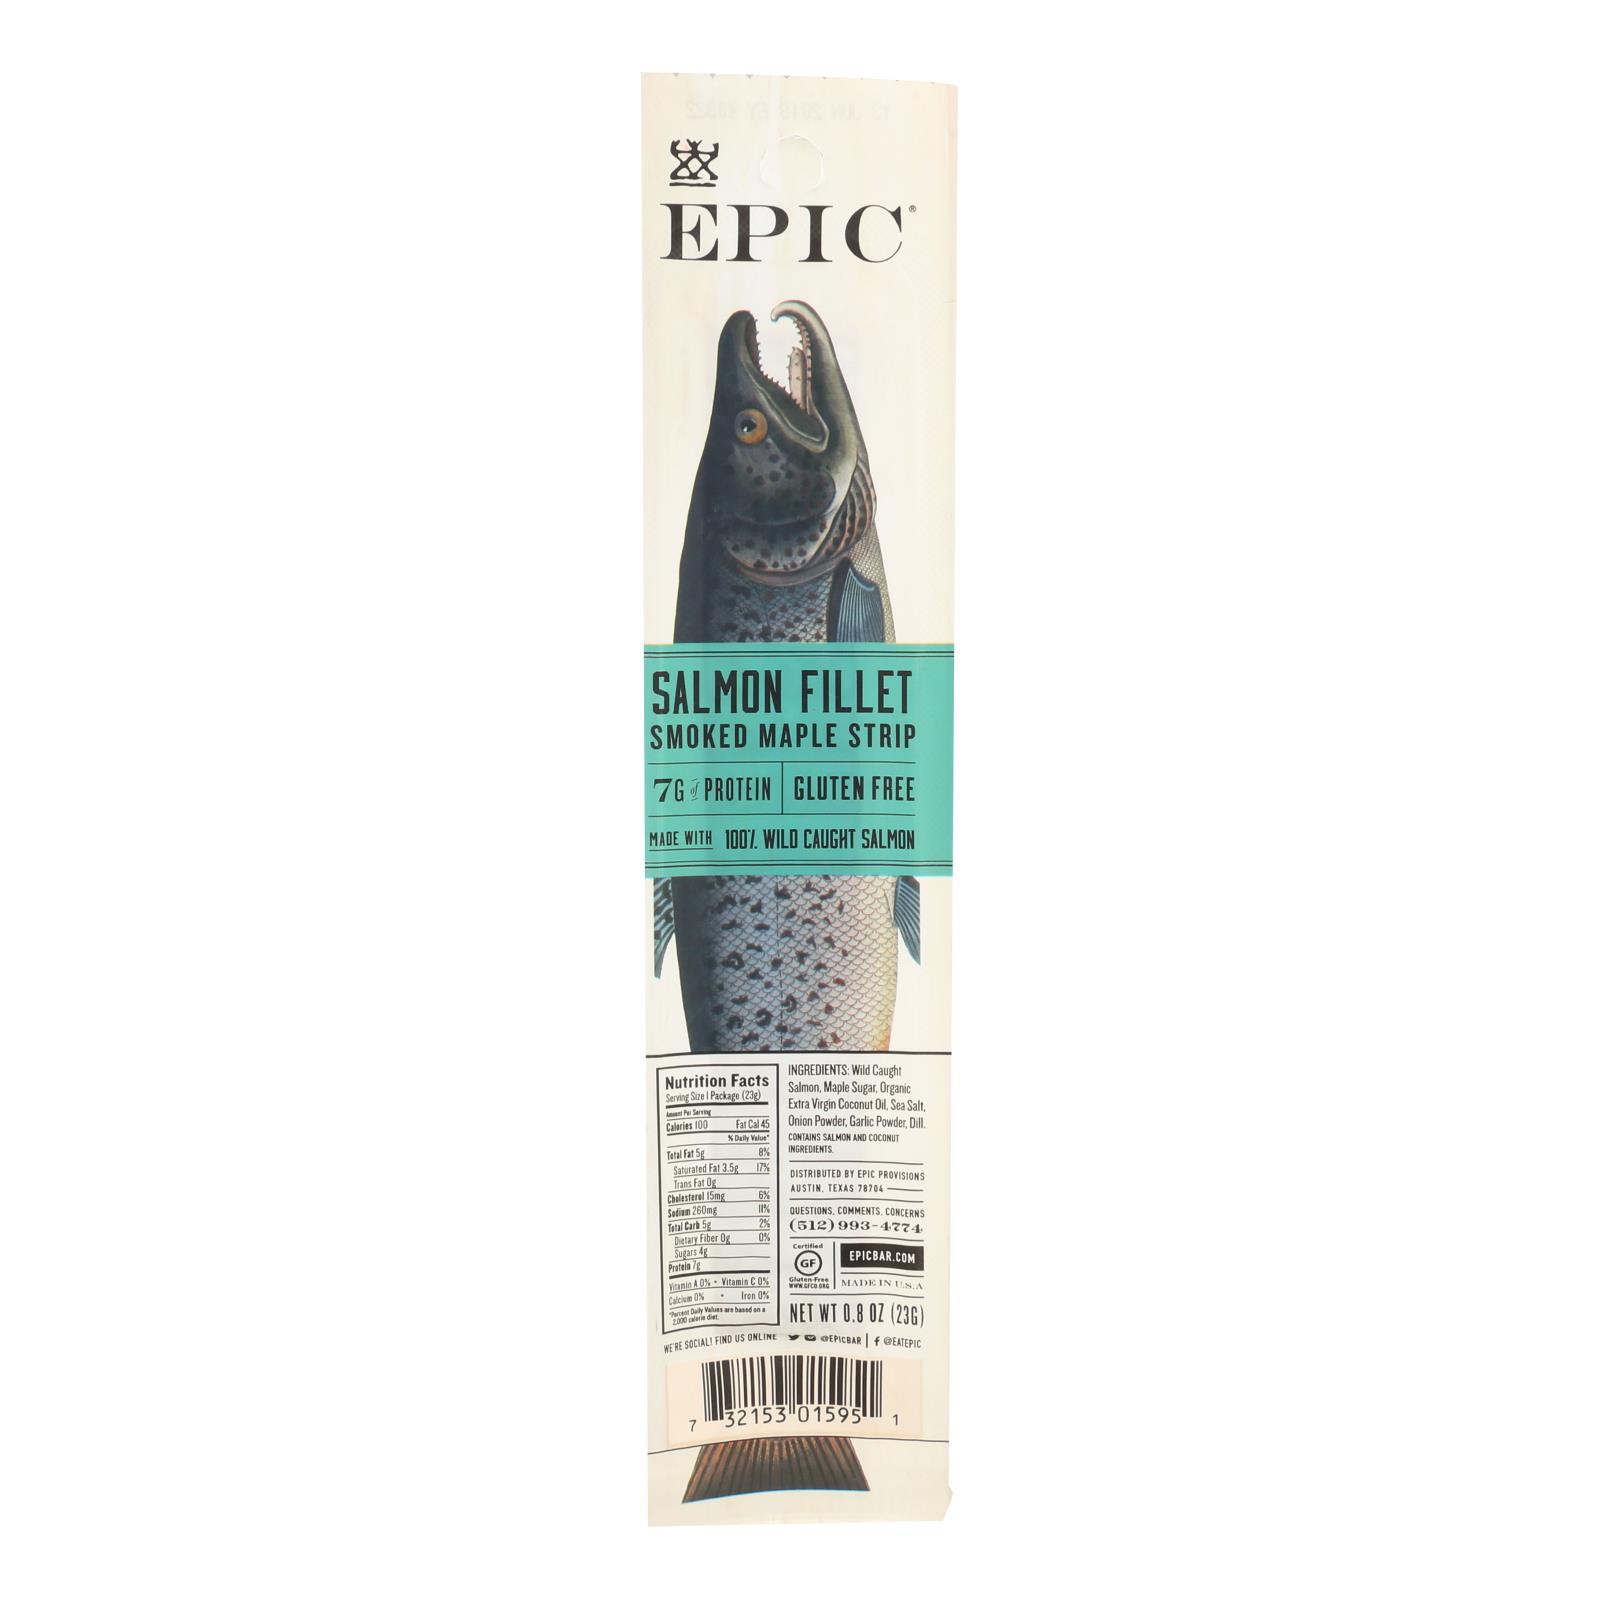 EPIC®
SALMON FILLET
SMOKED MAPLE STRIP
7G of PROTEIN
GLUTEN FREE
MADE WITH 100% WILD CAUGHT SALMON
Nutrition Facts
Serving Size 1 Package (23g)
Amount Per Serving
Calories 100 Fat Cal 45
% Daily Value*
Total Fat 5g 8%
Saturated Fat 3.5g 17%
Trans Fat 0g
Cholesterol 15mg 6%
Sodium 260mg 11%
Total Carb 5g 2%
Dietary Fiber 0g 0%
Sugars 4g
Protein 7g
Vitamin A 0% • Vitamin C 0%
Calcium 0% • Iron 0%
*Percent Daily Values are based on a
2,000 calorie diet.
INGREDIENTS: Wild Caught
Salmon, Maple Sugar, Organic
Extra Virgin Coconut Oil, Sea Salt,
Onion Powder, Garlic Powder, Dill.
CONTAINS SALMON AND COCONUT
INGREDIENTS.
DISTRIBUTED BY EPIC PROVISIONS
AUSTIN, TEXAS 78704
QUESTIONS, COMMENTS, CONCERNS
(512) 993-4774
Certified
GF
Gluten-Free
WWW.GFCO.ORG
EPICBAR.COM
MADE IN U.S.A
NET WT 0.8 OZ (23G)
WE'RE SOCIAL! FIND US ONLINE @EPICBAR | f @EATEPIC
7 32153 01595 1